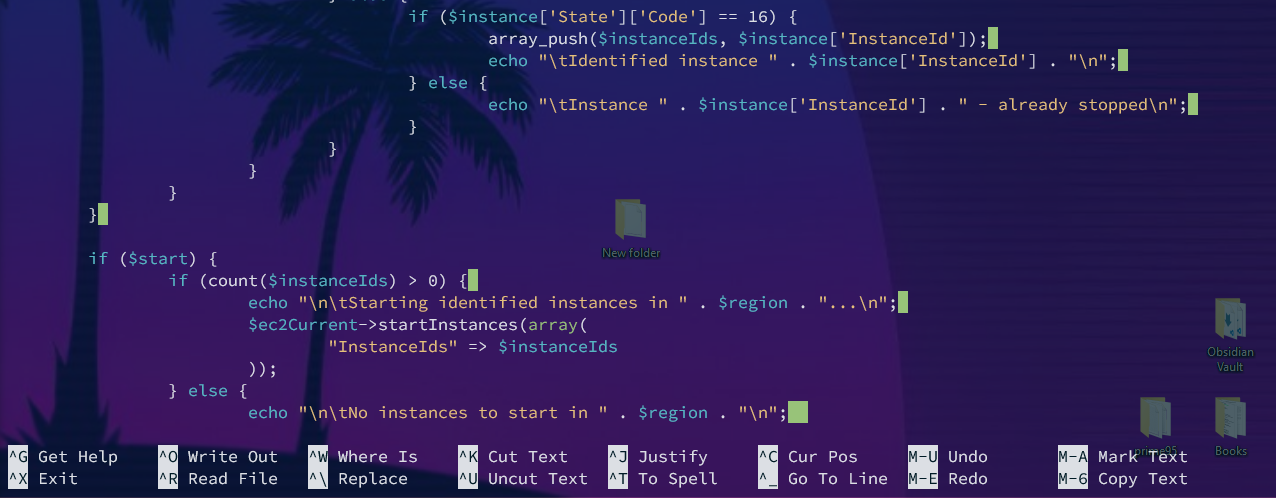 if ($instance['State']['Code'] == 16) {
array_push($instanceIds, $instance['InstanceId']);
echo "\tIdentified instance " . $instance['InstanceId'] . "\n";
} else {
echo "\tInstance " . $instance['InstanceId'] . " - already stopped\n";
}
}
}
}
}
if ($start) {
if (count($instanceIds) > 0) {
echo "\n\tStarting identified instances in " . $region . "...\n";
$ec2Current->startInstances(array(
"InstanceIds" => $instanceIds
));
} else {
echo "\n\tNo instances to start in " . $region . "\n";
New folder
Obsidian
Vault
prime95
Books
^G Get Help ^O Write Out ^W Where Is ^K Cut Text ^J Justify ^C Cur Pos M-U Undo M-A Mark Text
^X Exit ^R Read File ^\ Replace ^U Uncut Text ^T To Spell ^_ Go To Line M-E Redo M-6 Copy Text